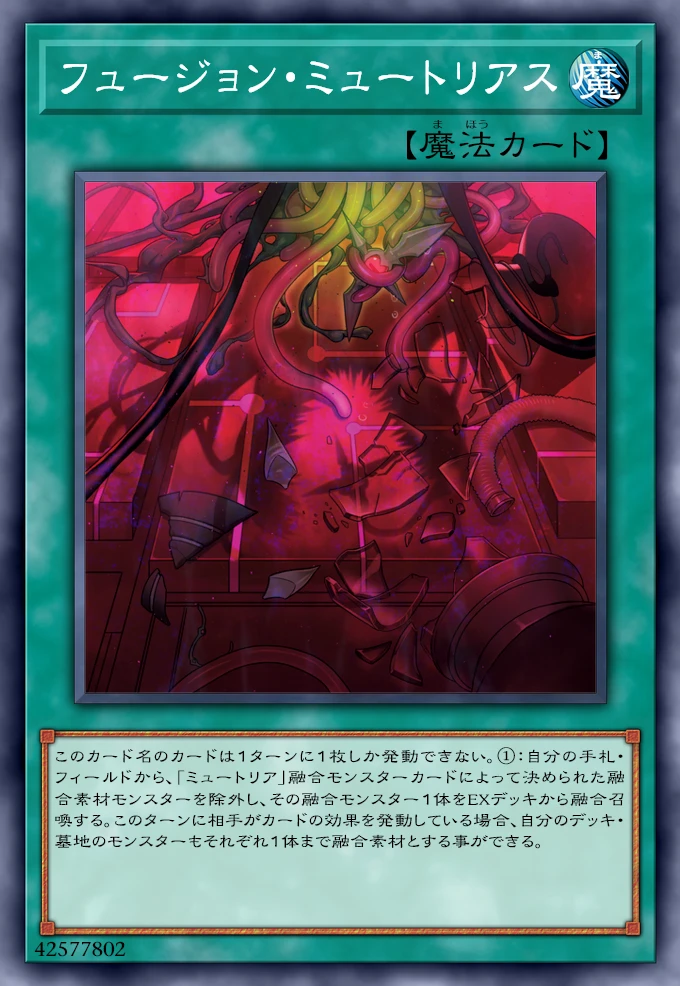 フュージョン・ミュートリアス 魔
ま
ま ほう
【魔法カード】
このカード名のカードは１ターンに１枚しか発動できない。①：自分の手札・
フィールドから、「ミュートリア」融合モンスターカードによって決められた融
合素材モンスターを除外し、その融合モンスター１体をEXデッキから融合召
喚する。このターンに相手がカードの効果を発動している場合、自分のデッキ・
墓地のモンスターもそれぞれ１体まで融合素材とする事ができる。
42577802